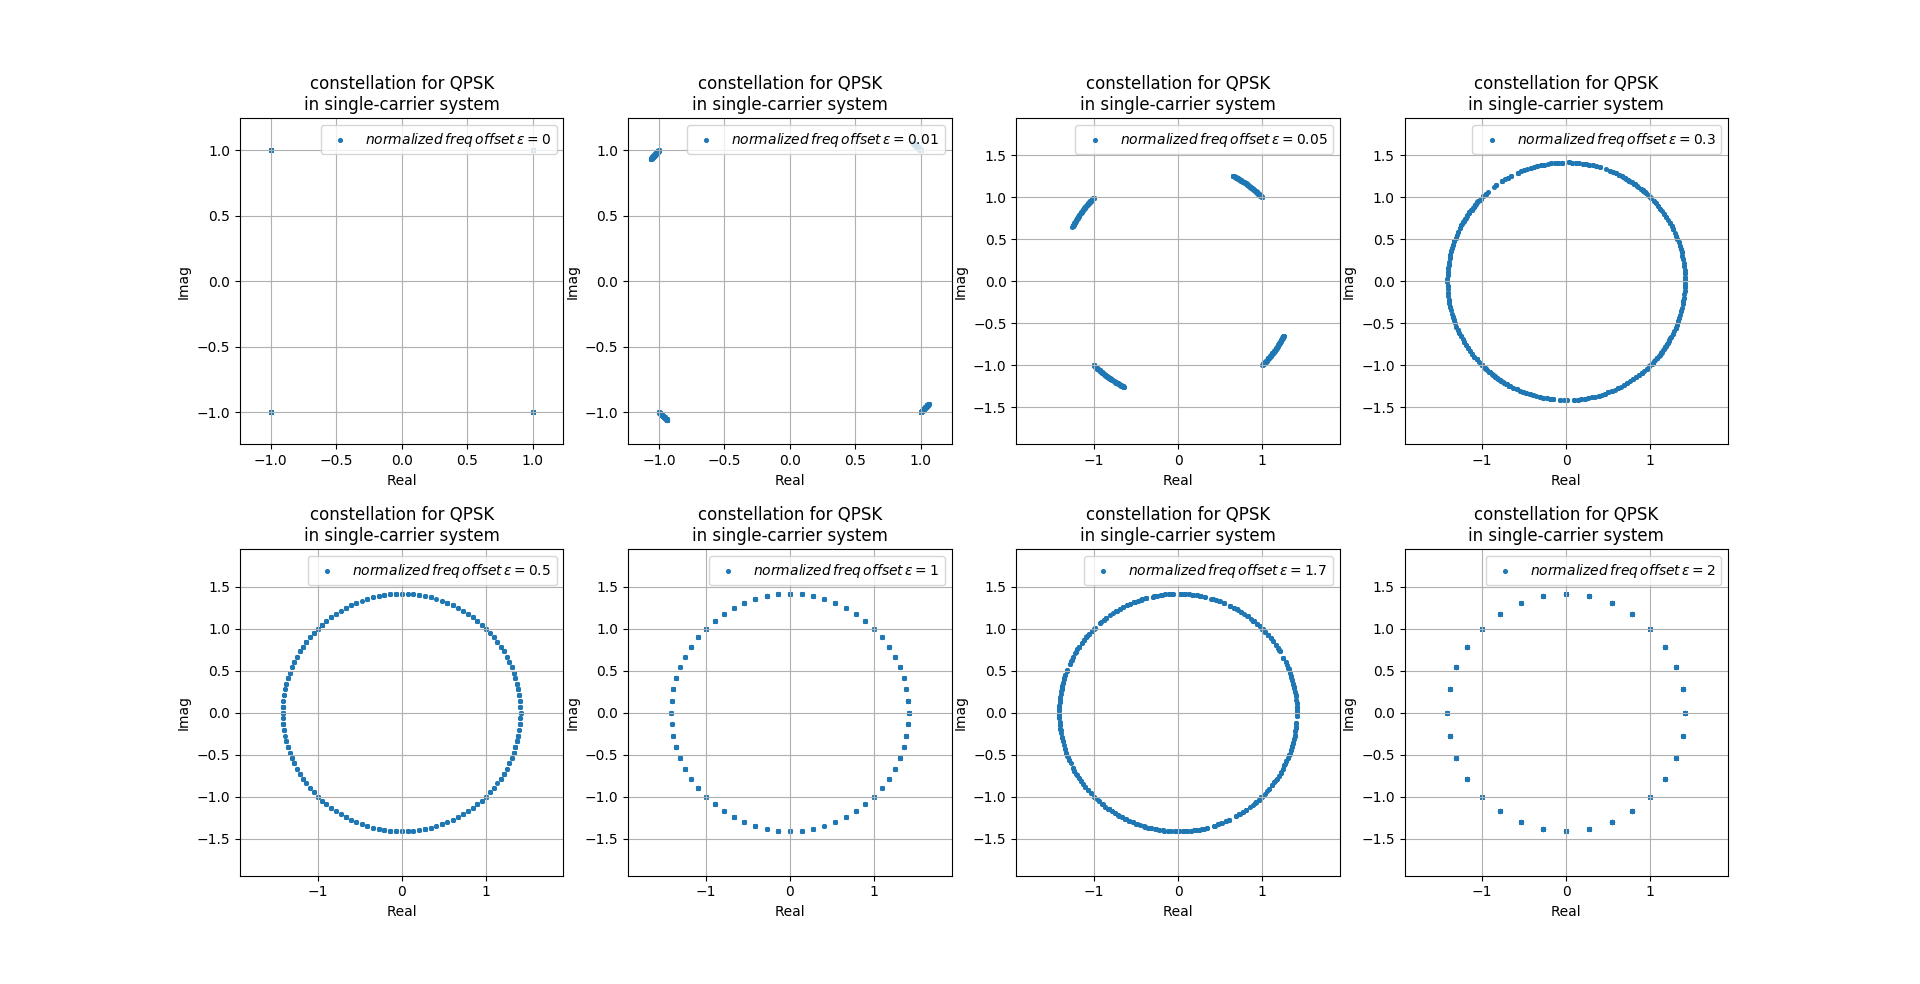 constellation for QPSK
in single-carrier system
normalized freq offset ε = 0
1.0
0.5
0.0
−0.5
−1.0
Imag
−1.0 −0.5 0.0 0.5 1.0
Real
constellation for QPSK
in single-carrier system
normalized freq offset ε = 0.01
1.0
0.5
0.0
−0.5
−1.0
Imag
−1.0 −0.5 0.0 0.5 1.0
Real
constellation for QPSK
in single-carrier system
normalized freq offset ε = 0.05
1.5
1.0
0.5
0.0
−0.5
−1.0
−1.5
Imag
−1 0 1
Real
constellation for QPSK
in single-carrier system
normalized freq offset ε = 0.3
1.5
1.0
0.5
0.0
−0.5
−1.0
−1.5
Imag
−1 0 1
Real
constellation for QPSK
in single-carrier system
normalized freq offset ε = 0.5
1.5
1.0
0.5
0.0
−0.5
−1.0
−1.5
Imag
−1 0 1
Real
constellation for QPSK
in single-carrier system
normalized freq offset ε = 1
1.5
1.0
0.5
0.0
−0.5
−1.0
−1.5
Imag
−1 0 1
Real
constellation for QPSK
in single-carrier system
normalized freq offset ε = 1.7
1.5
1.0
0.5
0.0
−0.5
−1.0
−1.5
Imag
−1 0 1
Real
constellation for QPSK
in single-carrier system
normalized freq offset ε = 2
1.5
1.0
0.5
0.0
−0.5
−1.0
−1.5
Imag
−1 0 1
Real